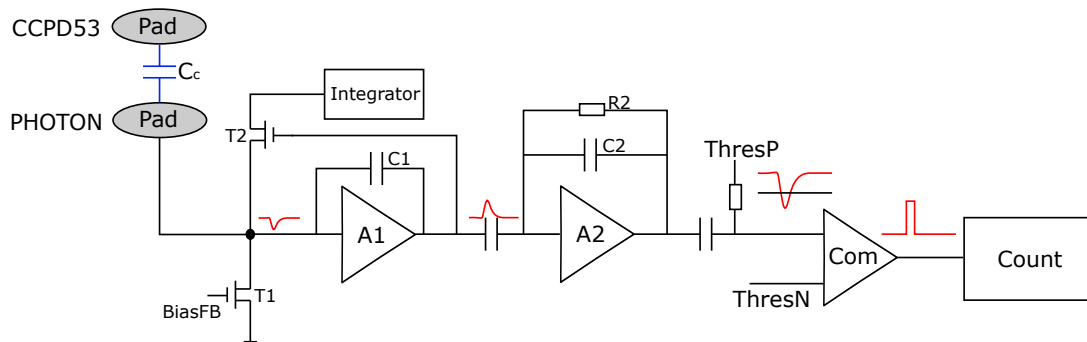 CCPD53
Pad
Cc
PHOTON
Pad
Integrator
T2
C1
A1
T1
BiasFB
R2
C2
A2
ThresP
ThresN
Com
Count